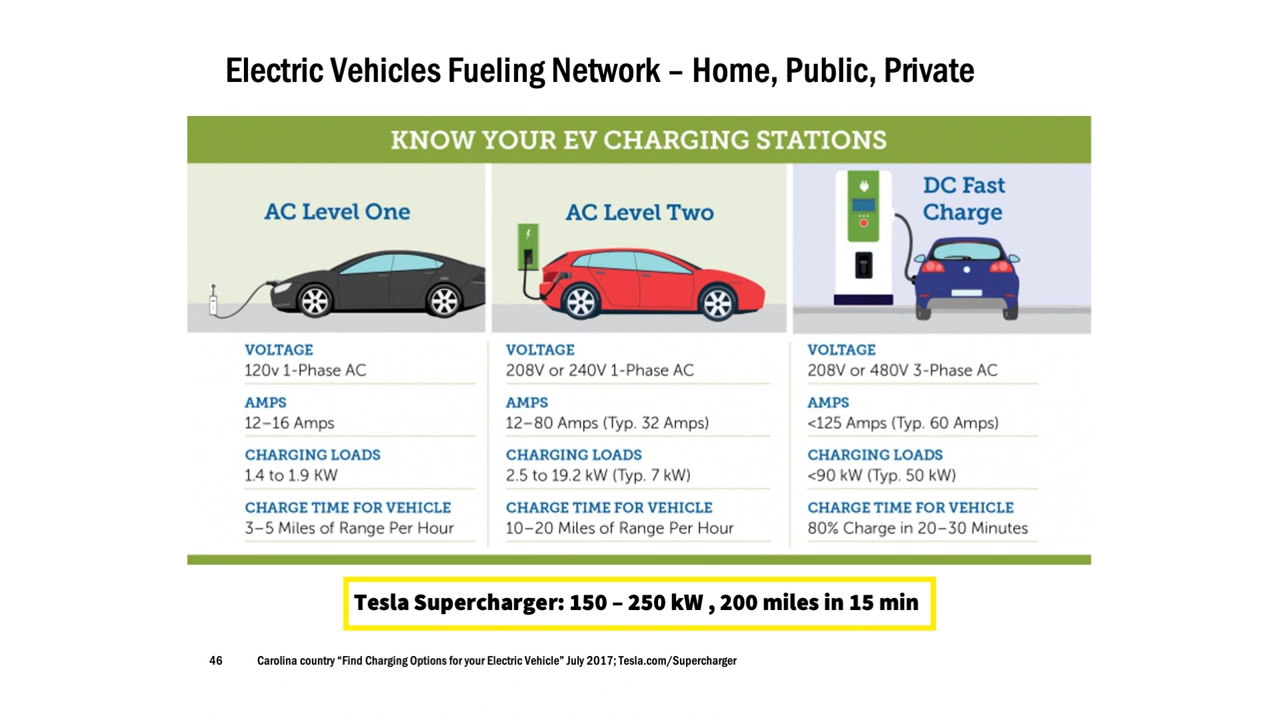 Electric Vehicles Fueling Network – Home, Public, Private
KNOW YOUR EV CHARGING STATIONS
AC Level One
VOLTAGE
120v 1-Phase AC
AMPS
12–16 Amps
CHARGING LOADS
1.4 to 1.9 KW
CHARGE TIME FOR VEHICLE
3–5 Miles of Range Per Hour
AC Level Two
VOLTAGE
208V or 240V 1-Phase AC
AMPS
12–80 Amps (Typ. 32 Amps)
CHARGING LOADS
2.5 to 19.2 kW (Typ. 7 kW)
CHARGE TIME FOR VEHICLE
10–20 Miles of Range Per Hour
DC Fast
Charge
VOLTAGE
208V or 480V 3-Phase AC
AMPS
<125 Amps (Typ. 60 Amps)
CHARGING LOADS
<90 kW (Typ. 50 kW)
CHARGE TIME FOR VEHICLE
80% Charge in 20–30 Minutes
Tesla Supercharger: 150 – 250 kW , 200 miles in 15 min
46 Carolina country “Find Charging Options for your Electric Vehicle” July 2017; Tesla.com/Supercharger